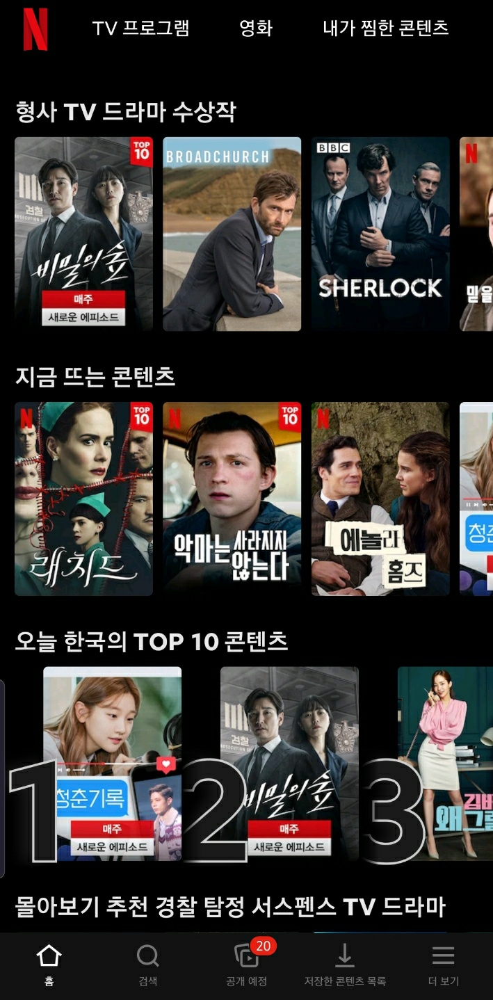 N
TV 프로그램 영화 내가 찜한 콘텐츠
형사 TV 드라마 수상작
TOP
10
검찰
비밀의 숲
매주
새로운 에피소드
BROADCHURCH
BBC
SHERLOCK
N
믿을
지금 뜨는 콘텐츠
N
TOP
10
래치드
N
TOP
10
악마는 사라지지
않는다
N
에놀라
홈즈
청춘
오늘 한국의 TOP 10 콘텐츠
1
청춘기록
매주
새로운 에피소드
2
검찰
비밀의 숲
매주
새로운 에피소드
3
김비
왜 그럴
몰아보기 추천 경찰 탐정 서스펜스 TV 드라마
20
홈 검색 공개 예정 저장한 콘텐츠 목록 더 보기